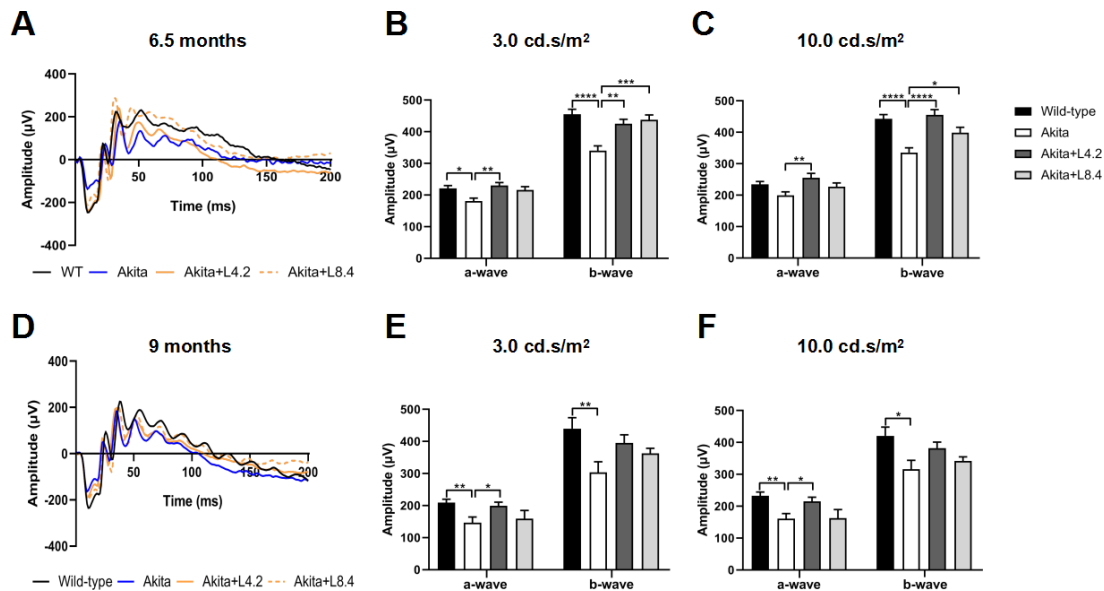 A
6.5 months
400
200
0
-200
-400
50
100
150
200
Amplitude (µV)
Time (ms)
WT
Akita
Akita+L4.2
Akita+L8.4
B
3.0 cd.s/m²
500
400
300
200
100
0
Amplitude (µV)
*
**
****
**
***
a-wave
b-wave
C
10.0 cd.s/m²
500
400
300
200
100
0
Amplitude (µV)
**
****
****
*
a-wave
b-wave
Wild-type
Akita
Akita+L4.2
Akita+L8.4
D
9 months
400
200
0
-200
-400
50
100
150
200
Amplitude (µV)
Time (ms)
Wild-type
Akita
Akita+L4.2
Akita+L8.4
E
3.0 cd.s/m²
500
400
300
200
100
0
Amplitude (µV)
**
*
**
a-wave
b-wave
F
10.0 cd.s/m²
500
400
300
200
100
0
Amplitude (µV)
**
*
*
a-wave
b-wave